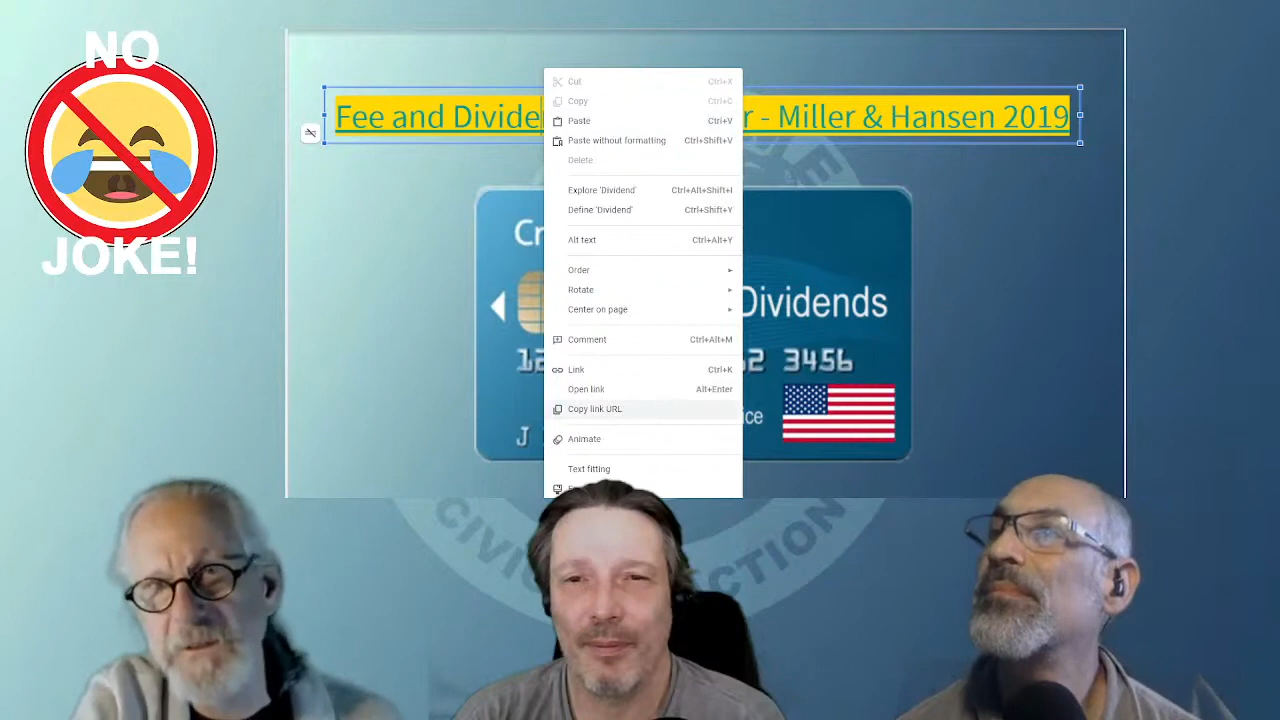 NO
JOKE!
Fee and Divide
r - Miller & Hansen 2019
Cut Ctrl+X
Copy Ctrl+C
Paste Ctrl+V
Paste without formatting Ctrl+Shift+V
Delete
Explore 'Dividend' Ctrl+Alt+Shift+I
Define 'Dividend' Ctrl+Shift+Y
Alt text Ctrl+Alt+Y
Order
Rotate
Center on page
Comment Ctrl+Alt+M
Link Ctrl+K
Open link Alt+Enter
Copy link URL
Animate
Text fitting
Cr
Dividends
12
2 3456
ice
J
CIVIC
CTION